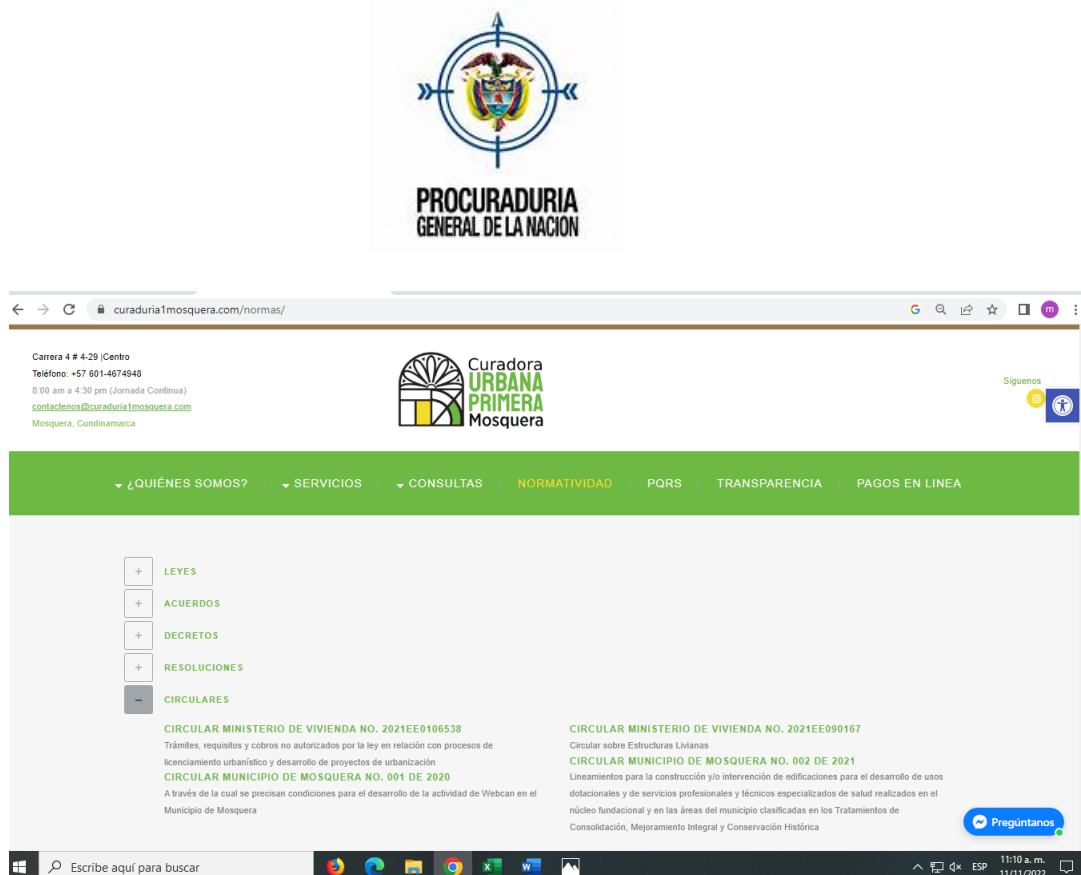 PROCURADURIA
GENERAL DE LA NACION
curaduria1mosquera.com/normas/
m
Carrera 4 # 4-29 |Centro
Teléfono: +57 601-4674948
8:00 am a 4:30 pm (Jornada Continua)
contactenos@curaduria1mosquera.com
Mosquera, Cundinamarca
Curadora
URBANA
PRIMERA
Mosquera
Síguenos
¿QUIÉNES SOMOS? | SERVICIOS | CONSULTAS | NORMATIVIDAD | PQRS | TRANSPARENCIA | PAGOS EN LINEA
+ LEYES
+ ACUERDOS
+ DECRETOS
+ RESOLUCIONES
– CIRCULARES
CIRCULAR MINISTERIO DE VIVIENDA NO. 2021EE0106538
Trámites, requisitos y cobros no autorizados por la ley en relación con procesos de
licenciamiento urbanístico y desarrollo de proyectos de urbanización
CIRCULAR MUNICIPIO DE MOSQUERA NO. 001 DE 2020
A través de la cual se precisan condiciones para el desarrollo de la actividad de Webcan en el
Municipio de Mosquera
CIRCULAR MINISTERIO DE VIVIENDA NO. 2021EE090167
Circular sobre Estructuras Livianas
CIRCULAR MUNICIPIO DE MOSQUERA NO. 002 DE 2021
Lineamientos para la construcción y/o intervención de edificaciones para el desarrollo de usos
dotacionales y de servicios profesionales y técnicos especializados de salud realizados en el
núcleo fundacional y en las áreas del municipio clasificadas en los Tratamientos de
Consolidación, Mejoramiento Integral y Conservación Histórica
Pregúntanos
Escribe aquí para buscar
ESP
11:10 a. m.
11/11/2022